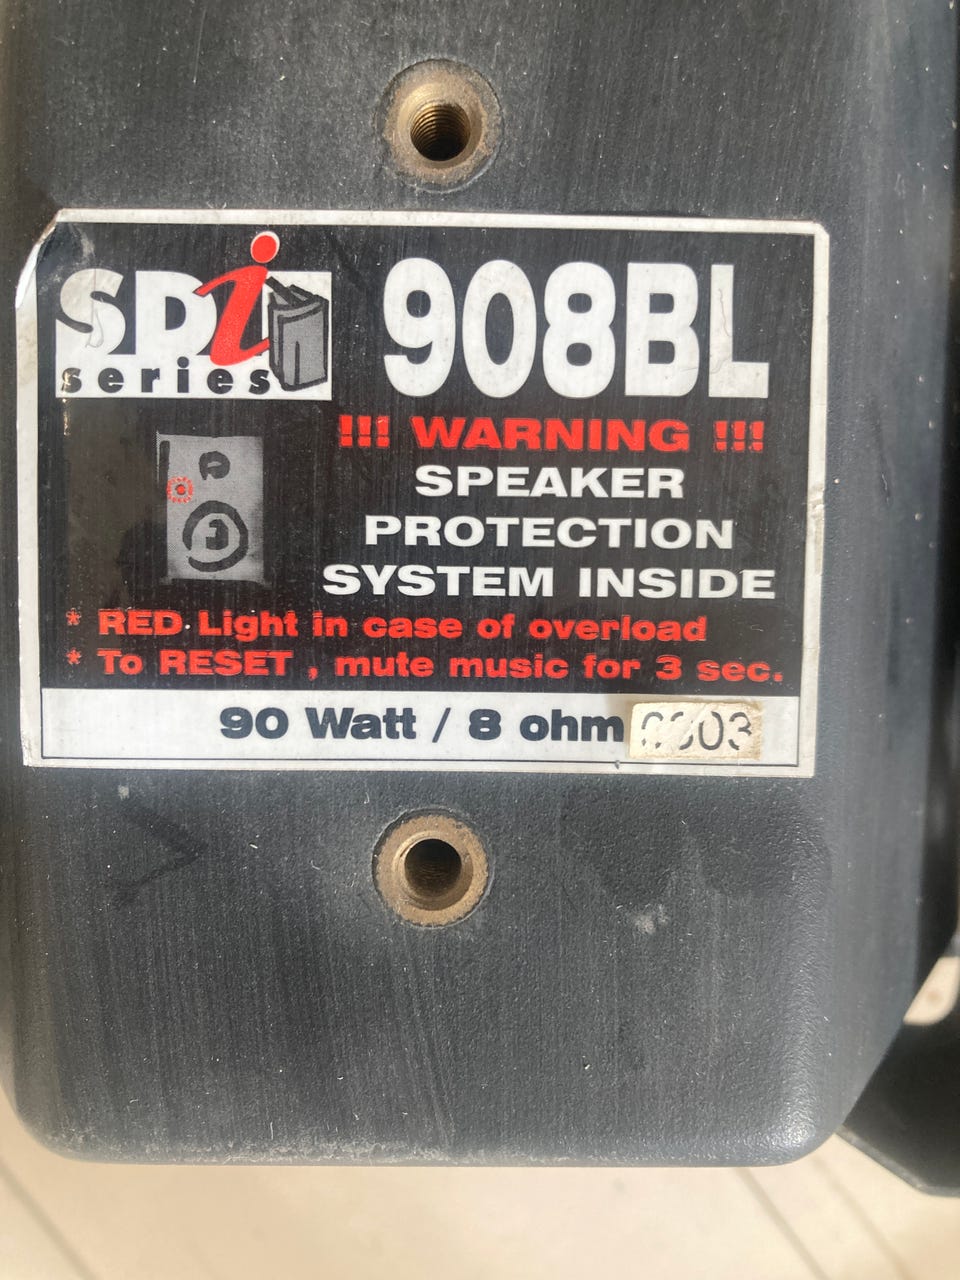 SPi
series
908BL
!!! WARNING !!!
SPEAKER
PROTECTION
SYSTEM INSIDE
* RED Light in case of overload
* To RESET , mute music for 3 sec.
90 Watt / 8 ohm